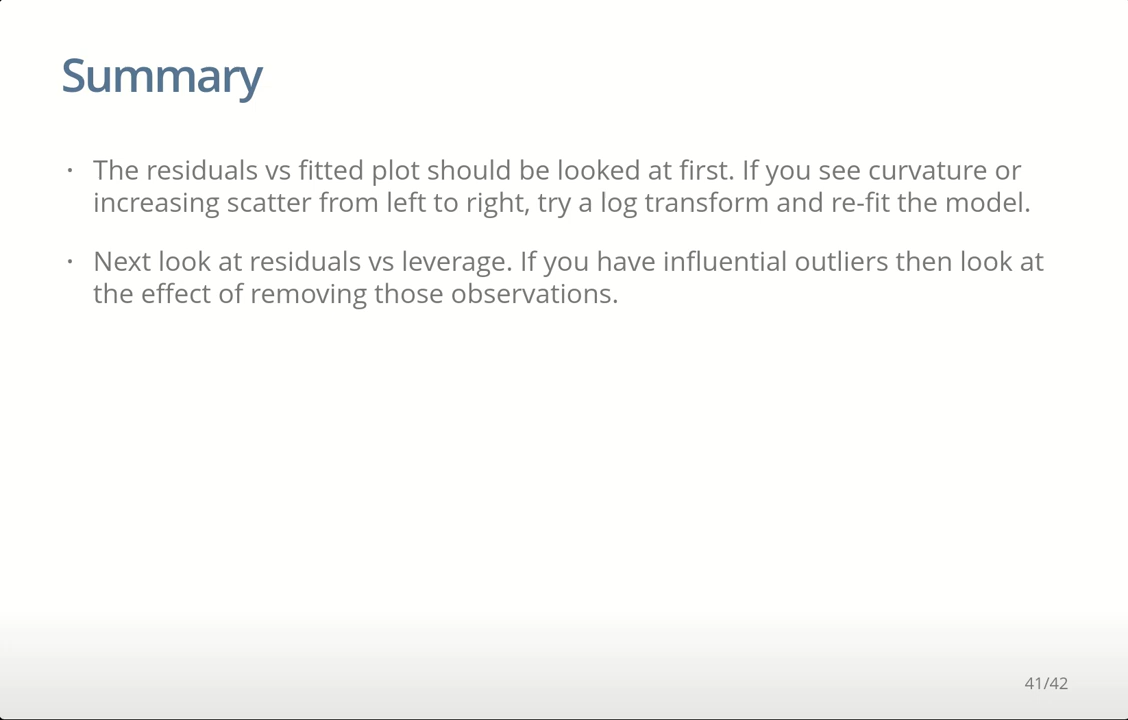 Summary
· The residuals vs fitted plot should be looked at first. If you see curvature or
increasing scatter from left to right, try a log transform and re-fit the model.
· Next look at residuals vs leverage. If you have influential outliers then look at
the effect of removing those observations.
41/42